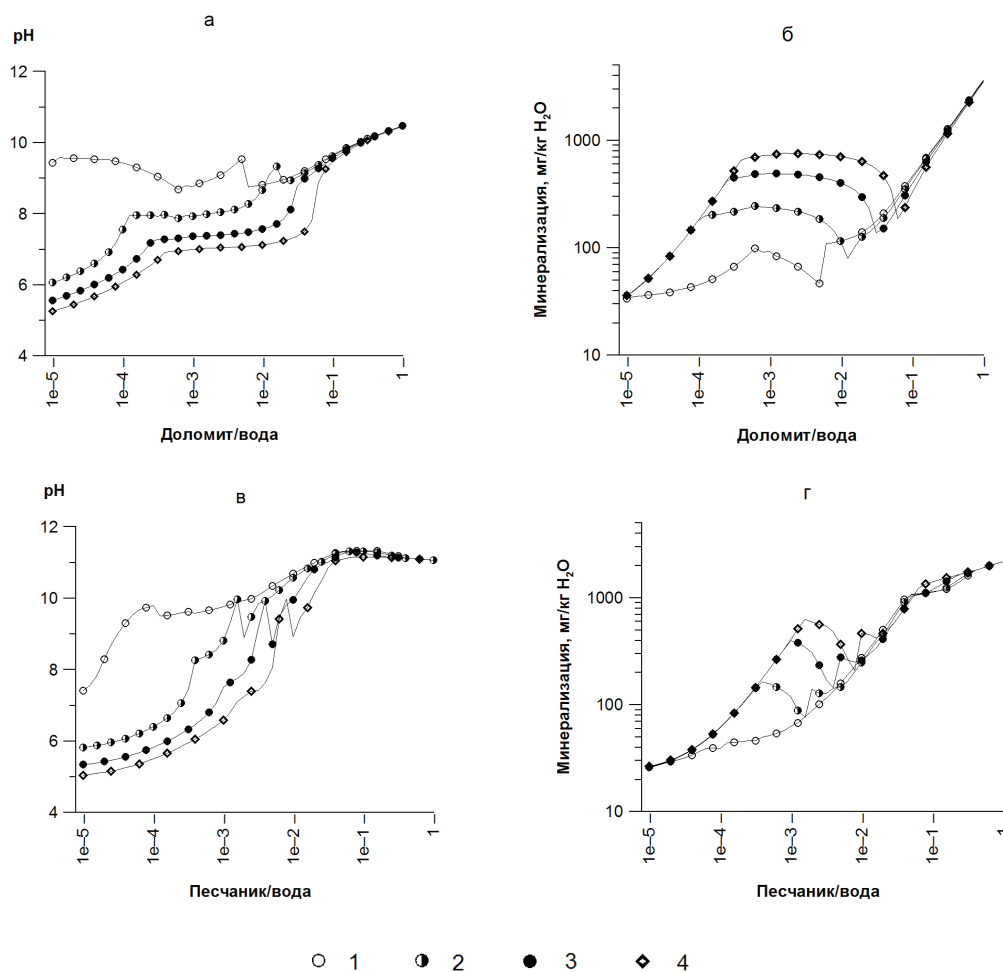 а
pH
12
10
8
6
4
1e–5
1e–4
1e–3
1e–2
1e–1
1
Доломит/вода
б
Минерализация, мг/кг H₂O
1000
100
10
1e–5
1e–4
1e–3
1e–2
1e–1
1
Доломит/вода
в
pH
12
10
8
6
4
1e–5
1e–4
1e–3
1e–2
1e–1
1
Песчаник/вода
г
Минерализация, мг/кг H₂O
1000
100
10
1e–5
1e–4
1e–3
1e–2
1e–1
1
Песчаник/вода
1 2 3 4